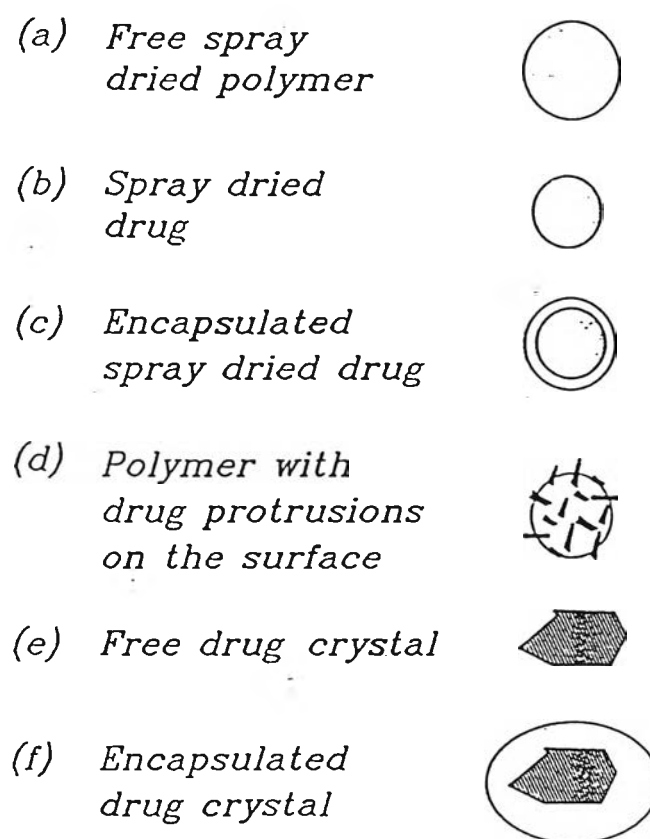 (a) Free spray
dried polymer
(b) Spray dried
drug
(c) Encapsulated
spray dried drug
(d) Polymer with
drug protrusions
on the surface
(e) Free drug crystal
(f) Encapsulated
drug crystal